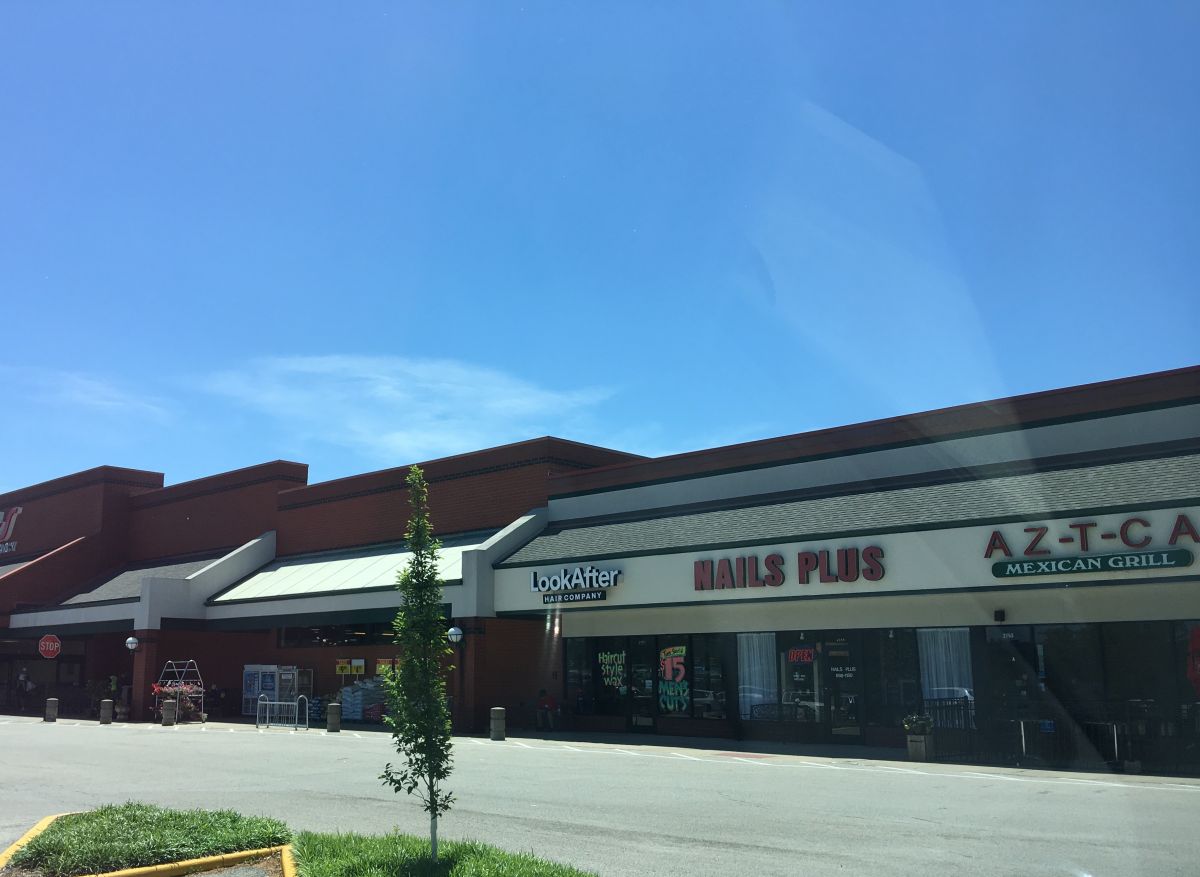 STOP
LookAfter
HAIR COMPANY
NAILS PLUS
AZ-T-CA
MEXICAN GRILL
Haircut
Style
wax
$15
MENS
CUTS
OPEN
NAILS PLUS